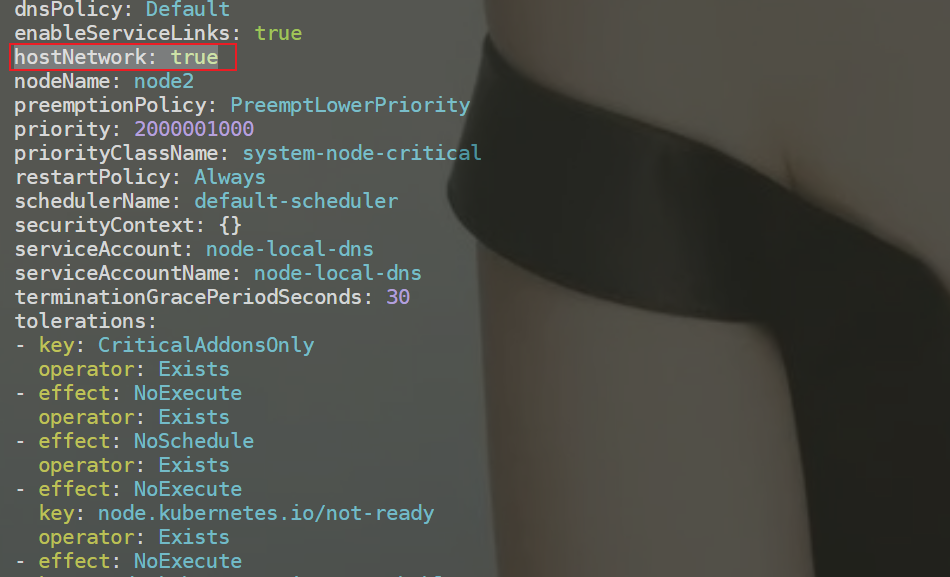 dnsPolicy: Default
enableServiceLinks: true
hostNetwork: true
nodeName: node2
preemptionPolicy: PreemptLowerPriority
priority: 2000001000
priorityClassName: system-node-critical
restartPolicy: Always
schedulerName: default-scheduler
securityContext: {}
serviceAccount: node-local-dns
serviceAccountName: node-local-dns
terminationGracePeriodSeconds: 30
tolerations:
- key: CriticalAddonsOnly
  operator: Exists
- effect: NoExecute
  operator: Exists
- effect: NoSchedule
  operator: Exists
- effect: NoExecute
  key: node.kubernetes.io/not-ready
  operator: Exists
- effect: NoExecute